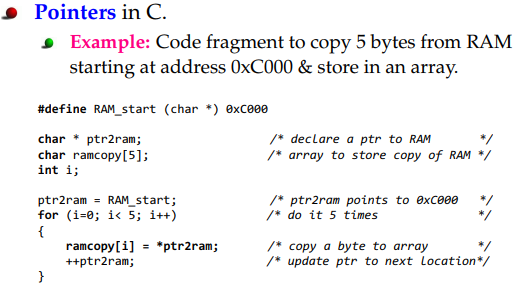 Pointers in C.
Example: Code fragment to copy 5 bytes from RAM
starting at address 0xC000 & store in an array.
#define RAM_start (char *) 0xC000
char * ptr2ram; /* declare a ptr to RAM */
char ramcopy[5]; /* array to store copy of RAM */
int i;
ptr2ram = RAM_start; /* ptr2ram points to 0xC000 */
for (i=0; i< 5; i++) /* do it 5 times */
{
ramcopy[i] = *ptr2ram; /* copy a byte to array */
++ptr2ram; /* update ptr to next location*/
}